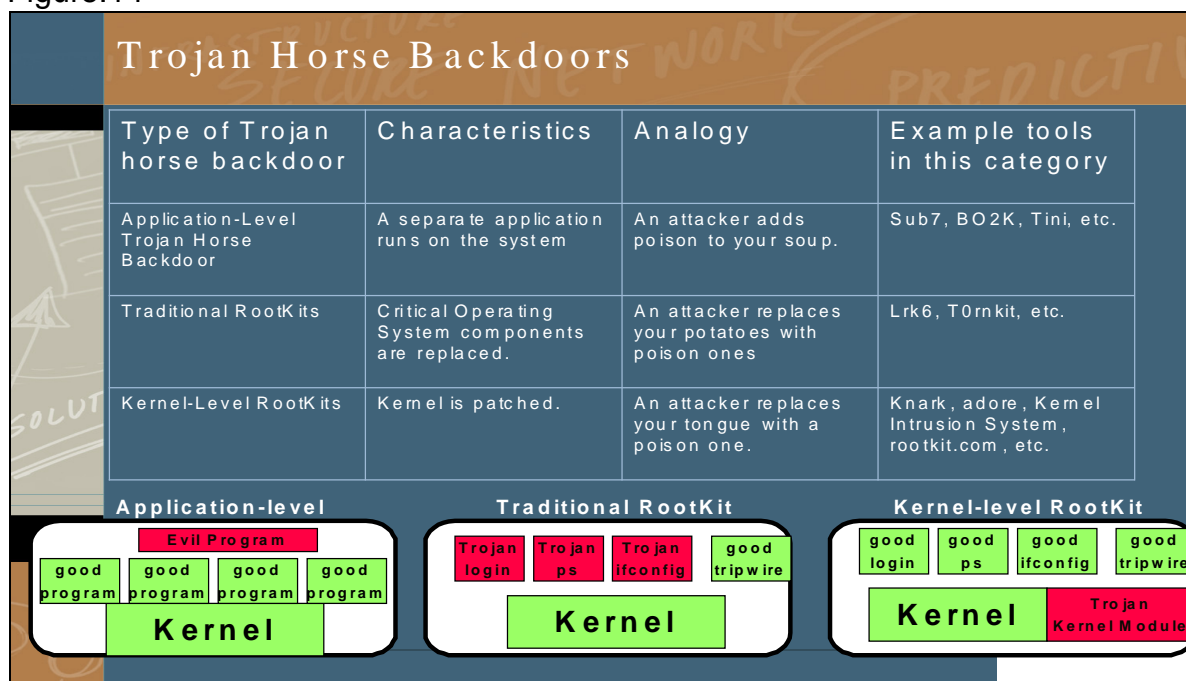 Trojan Horse Backdoors
INFRASTRUCTURE
SECURE NETWORK
PREDICTIV
Type of Trojan
horse backdoor
Characteristics
Analogy
Example tools
in this category
Application-Level
Trojan Horse
Backdoor
A separate application
runs on the system
An attacker adds
poison to your soup.
Sub7, BO2K, Tini, etc.
Traditional RootKits
Critical Operating
System components
are replaced.
An attacker replaces
your potatoes with
poison ones
Lrk6, T0rnkit, etc.
Kernel-Level RootKits
Kernel is patched.
An attacker replaces
your tongue with a
poison one.
Knark, adore, Kernel
Intrusion System,
rootkit.com, etc.
SOLUT
Application-level
Evil Program
good
program
good
program
good
program
good
program
Kernel
Traditional RootKit
Trojan
login
Trojan
ps
Trojan
ifconfig
good
tripwire
Kernel
Kernel-level RootKit
good
login
good
ps
good
ifconfig
good
tripwire
Kernel
Trojan
Kernel Module